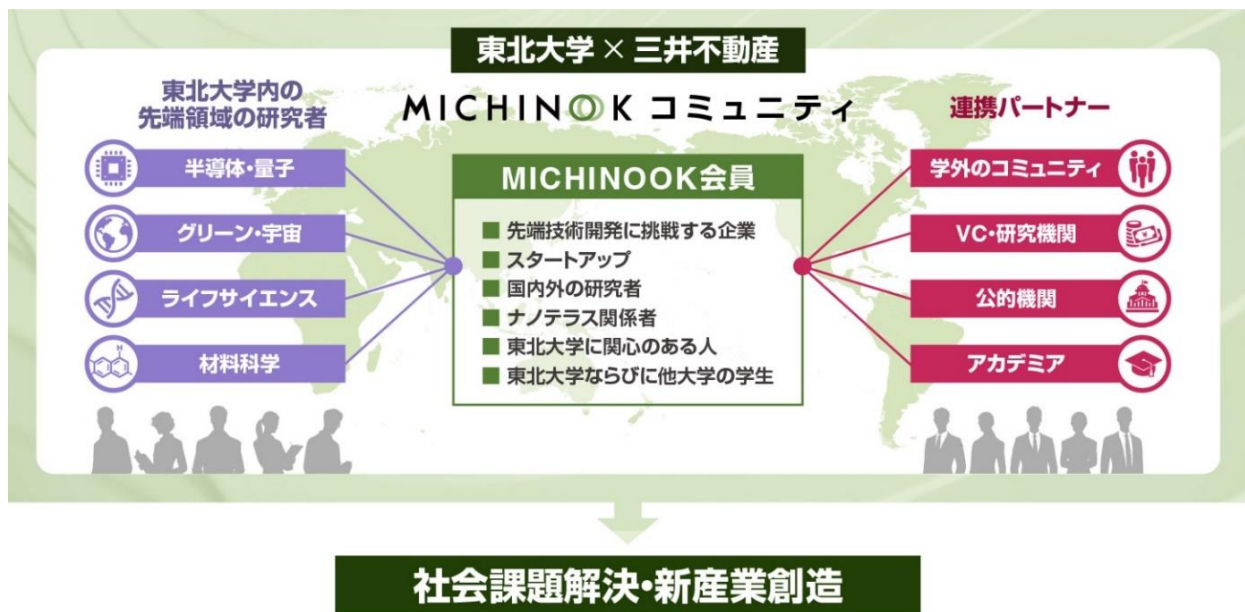 東北大学×三井不動産
MICHINOOK コミュニティ
東北大学内の
先端領域の研究者
半導体・量子
グリーン・宇宙
ライフサイエンス
材料科学
MICHINOOK会員
■ 先端技術開発に挑戦する企業
■ スタートアップ
■ 国内外の研究者
■ ナノテラス関係者
■ 東北大学に関心のある人
■ 東北大学ならびに他大学の学生
連携パートナー
学外のコミュニティ
VC・研究機関
公的機関
アカデミア
社会課題解決・新産業創造